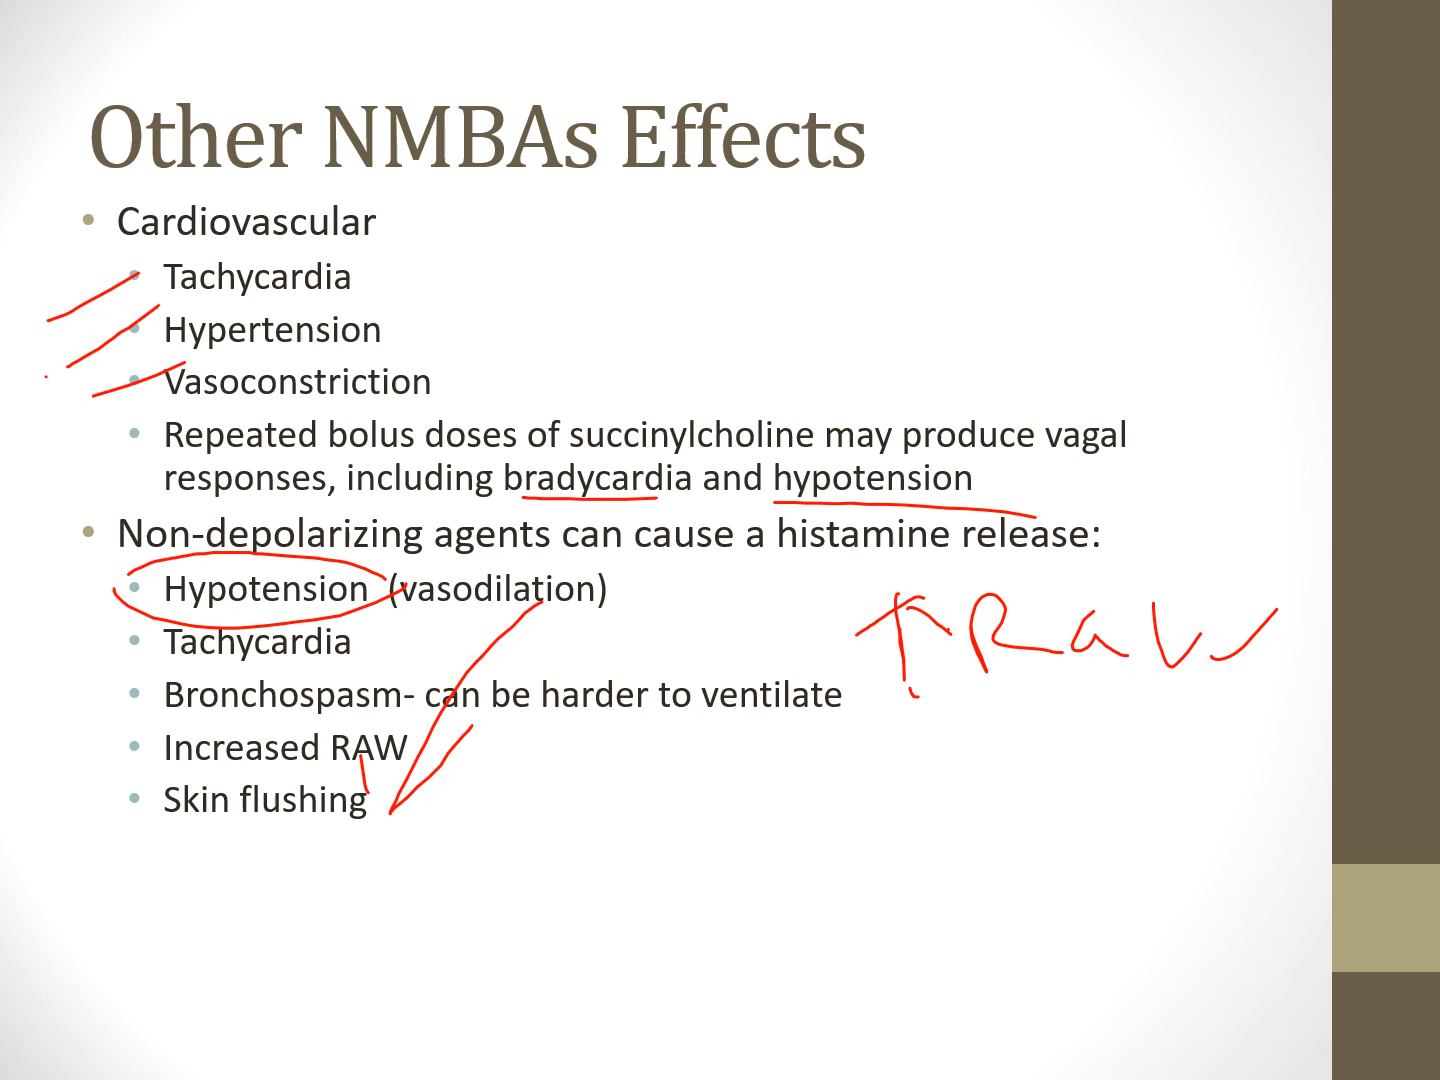 Other NMBAs Effects
• Cardiovascular
• Tachycardia
• Hypertension
• Vasoconstriction
• Repeated bolus doses of succinylcholine may produce vagal
responses, including bradycardia and hypotension
• Non-depolarizing agents can cause a histamine release:
• Hypotension (vasodilation)
↑ Raw
• Tachycardia
• Bronchospasm- can be harder to ventilate
• Increased RAW
• Skin flushing